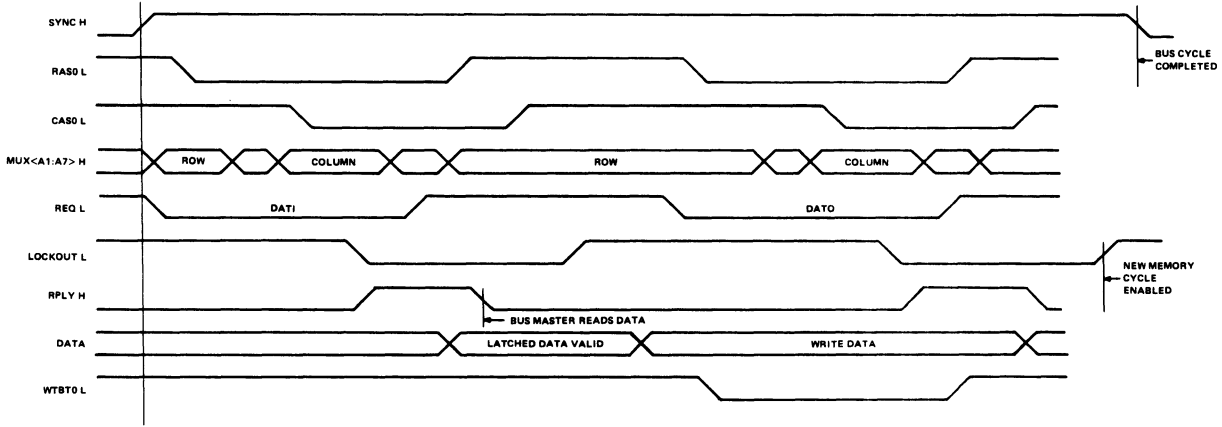 SYNC H
BUS CYCLE
COMPLETED
RAS0 L
CAS0 L
MUX<A1:A7> H
ROW
COLUMN
ROW
COLUMN
REQ L
DATI
DATO
LOCKOUT L
NEW MEMORY
CYCLE
ENABLED
RPLY H
BUS MASTER READS DATA
DATA
LATCHED DATA VALID
WRITE DATA
WTBT0 L